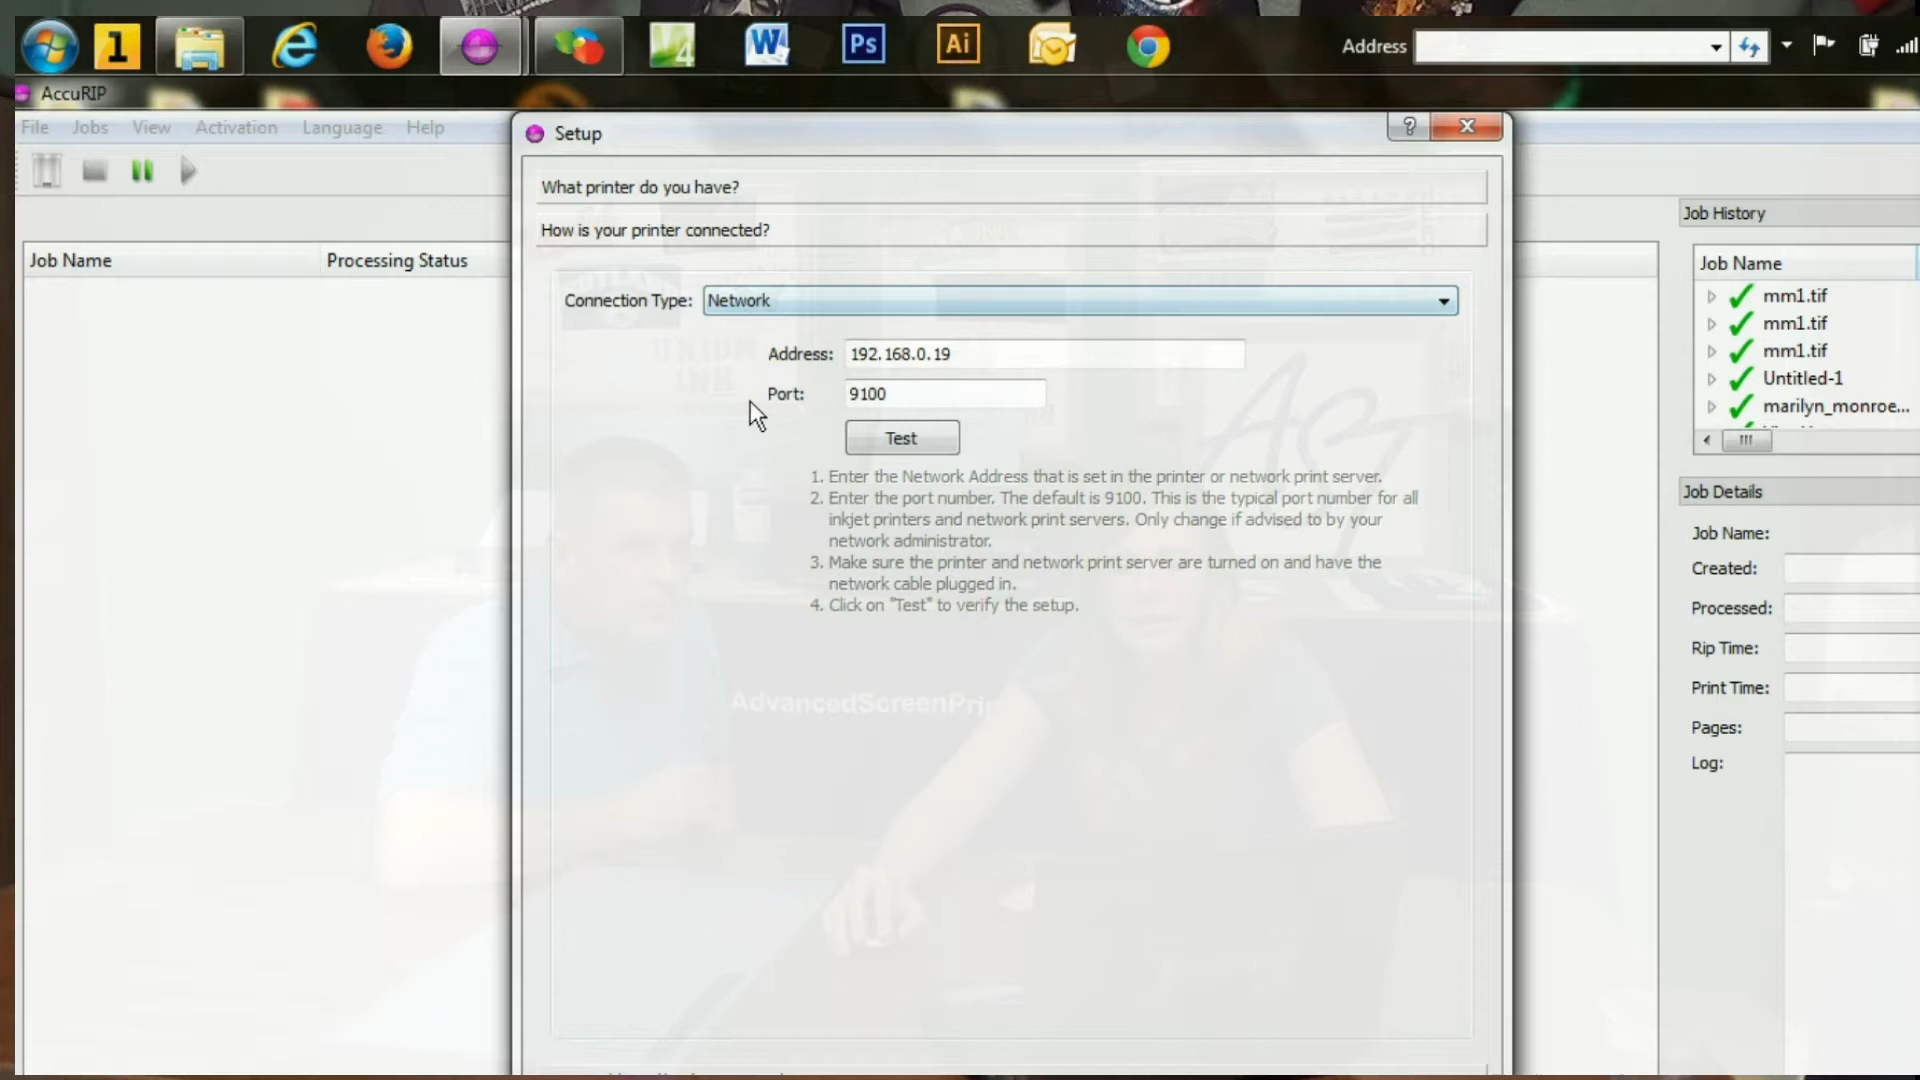 1
4
W
Ps
Ai
Address
AccuRIP
File Jobs View Activation Language Help
Setup
?
What printer do you have?
How is your printer connected?
Job Name Processing Status
Connection Type: Network
Address: 192.168.0.19
Port: 9100
Test
1. Enter the Network Address that is set in the printer or network print server.
2. Enter the port number. The default is 9100. This is the typical port number for all
inkjet printers and network print servers. Only change if advised to by your
network administrator.
3. Make sure the printer and network print server are turned on and have the
network cable plugged in.
4. Click on "Test" to verify the setup.
UNION
INK
AdvancedScreenPri
Job History
Job Name
mm1.tif
mm1.tif
mm1.tif
Untitled-1
marilyn_monroe...
Job Details
Job Name:
Created:
Processed:
Rip Time:
Print Time:
Pages:
Log: